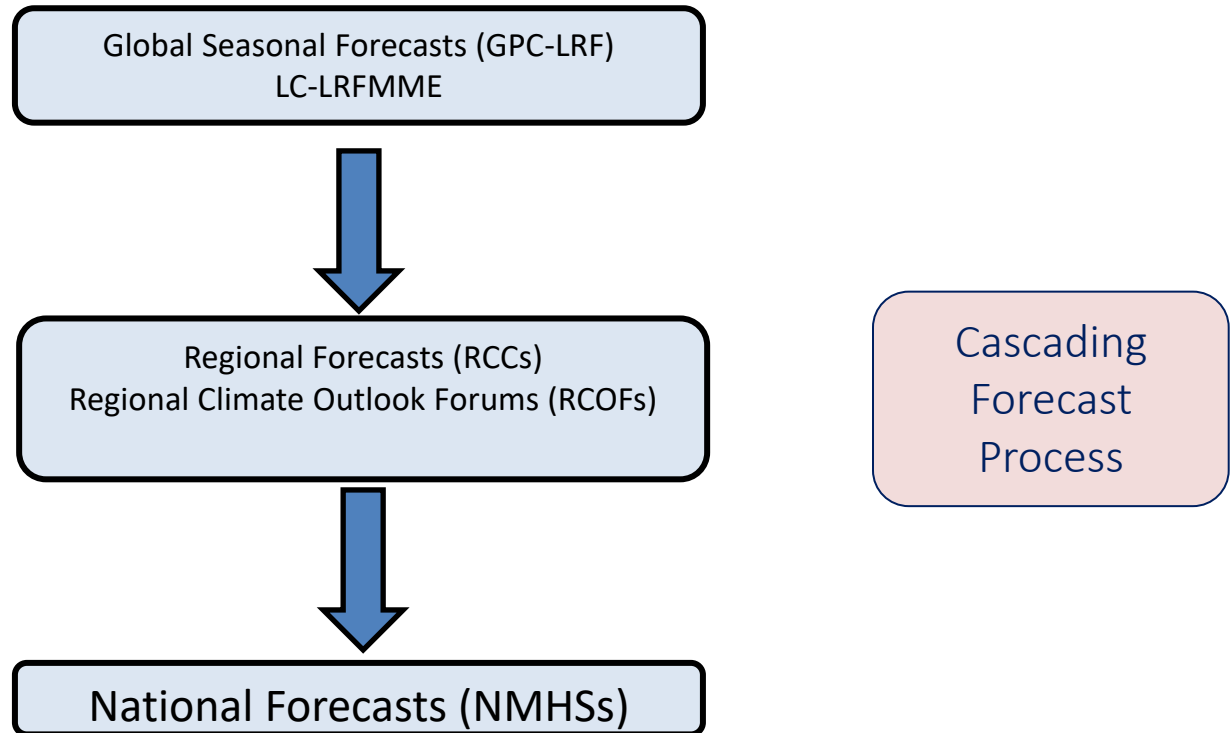 Global Seasonal Forecasts (GPC-LRF)
LC-LRFMME
Regional Forecasts (RCCs)
Regional Climate Outlook Forums (RCOFs)
Cascading
Forecast
Process
National Forecasts (NMHSs)